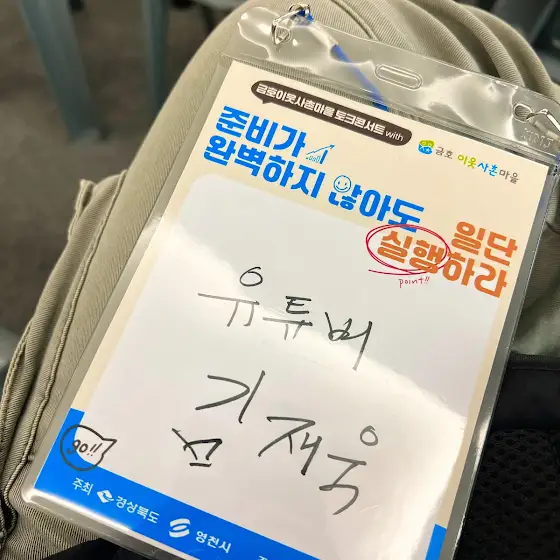 금호이웃사촌마을 토크콘서트 with
금호 이웃사촌마을
준비가
완벽하지 않아도
일단
실행하라
point!!
유튜버
김재욱
go!!
주최 경상북도 영천시